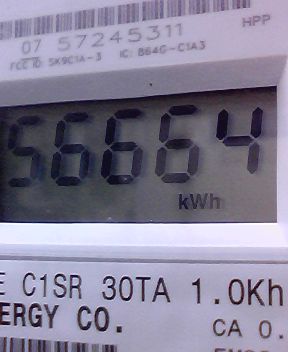 HPP
07 57245311
FCC ID: SK9C1A-3 IC: 864G-C1A3
56664
kWh
E C1SR 30TA 1.0Kh
ERGY CO.
CA 0.